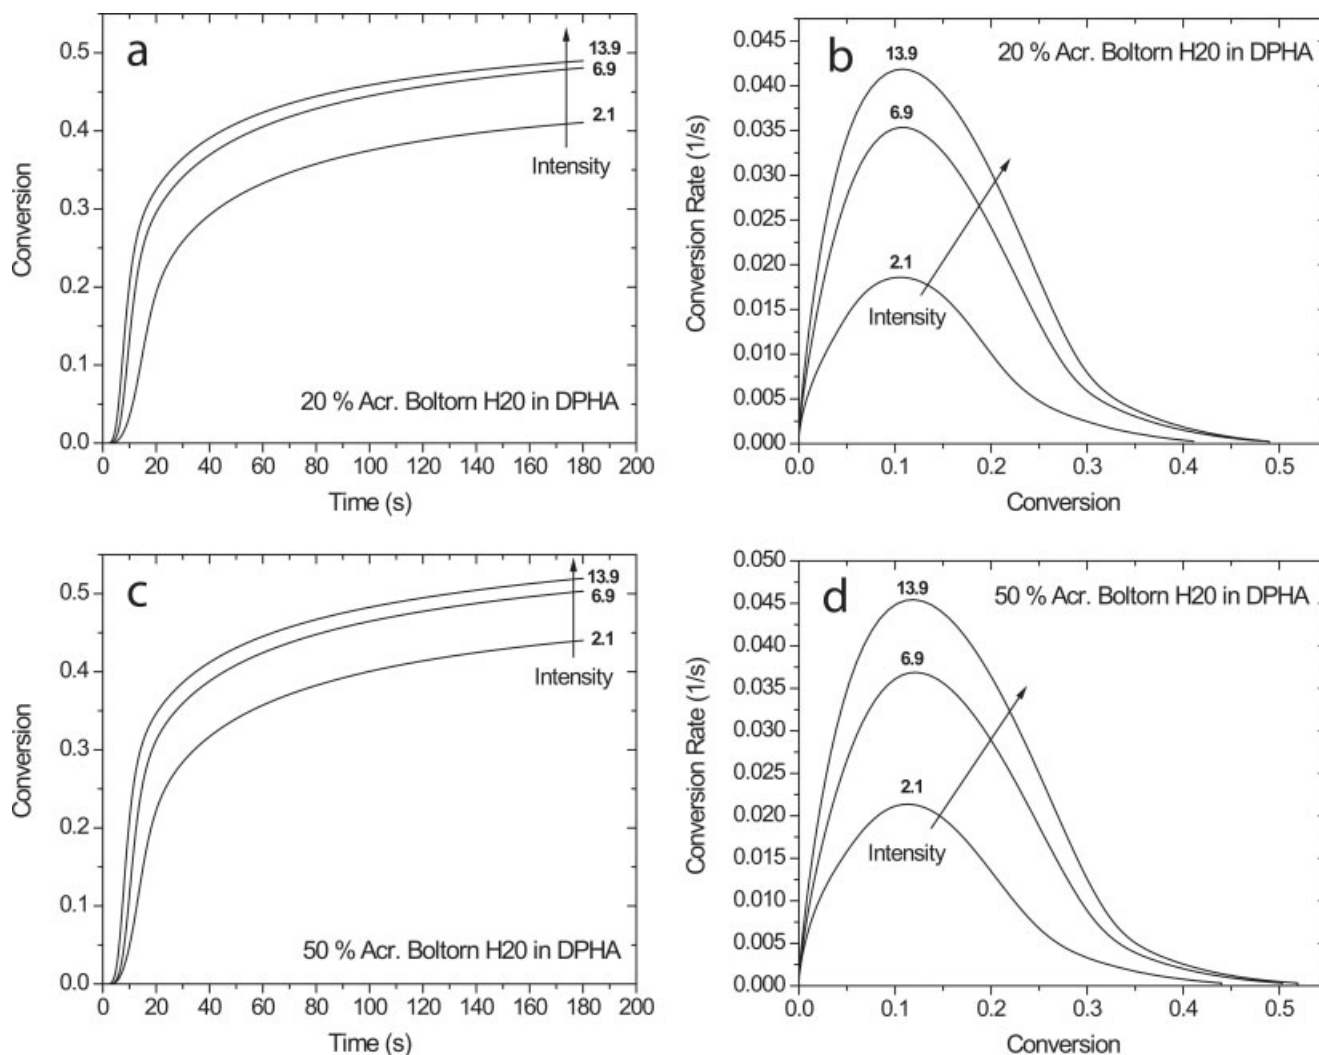 a
13.9
6.9
2.1
Intensity
20 % Acr. Boltorn H20 in DPHA
Conversion
0.5
0.4
0.3
0.2
0.1
0.0
0 20 40 60 80 100 120 140 160 180 200
Time (s)
b
20 % Acr. Boltorn H20 in DPHA
13.9
6.9
2.1
Intensity
Conversion Rate (1/s)
0.045
0.040
0.035
0.030
0.025
0.020
0.015
0.010
0.005
0.000
0.0 0.1 0.2 0.3 0.4 0.5
Conversion
c
13.9
6.9
2.1
Intensity
50 % Acr. Boltorn H20 in DPHA
Conversion
0.5
0.4
0.3
0.2
0.1
0.0
0 20 40 60 80 100 120 140 160 180 200
Time (s)
d
50 % Acr. Boltorn H20 in DPHA
13.9
6.9
2.1
Intensity
Conversion Rate (1/s)
0.050
0.045
0.040
0.035
0.030
0.025
0.020
0.015
0.010
0.005
0.000
0.0 0.1 0.2 0.3 0.4 0.5
Conversion